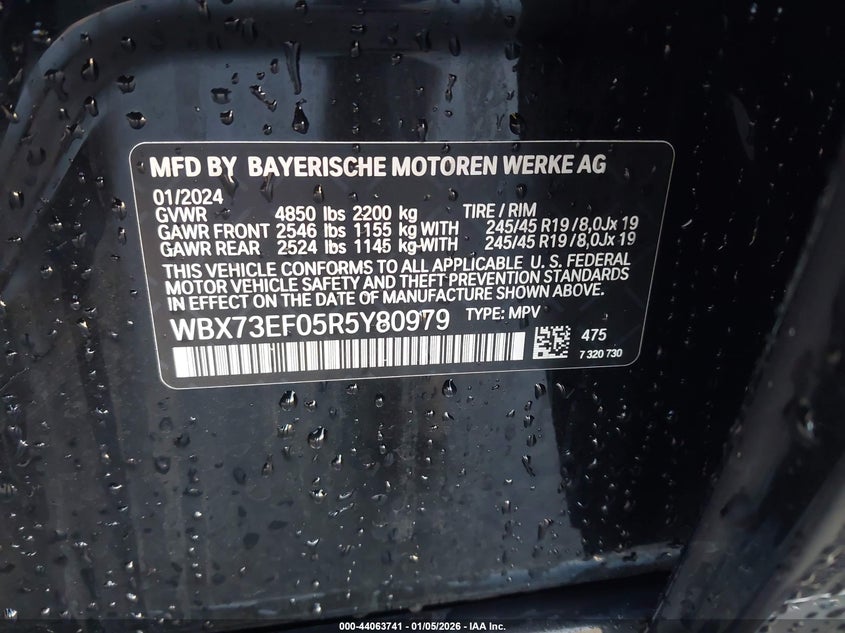 MFD BY BAYERISCHE MOTOREN WERKE AG
01/2024
GVWR 4850 lbs 2200 kg TIRE / RIM
GAWR FRONT 2546 lbs 1155 kg WITH 245/45 R19 / 8,0Jx 19
GAWR REAR 2524 lbs 1145 kg-WITH 245/45 R19 / 8,0Jx 19
THIS VEHICLE CONFORMS TO ALL APPLICABLE U. S. FEDERAL
MOTOR VEHICLE SAFETY AND THEFT PREVENTION STANDARDS
IN EFFECT ON THE DATE OF MANUFACTURE SHOWN ABOVE.
WBX73EF05R5Y80979 TYPE: MPV
475
7 320 730
000-44063741 - 01/05/2026 - IAA Inc.